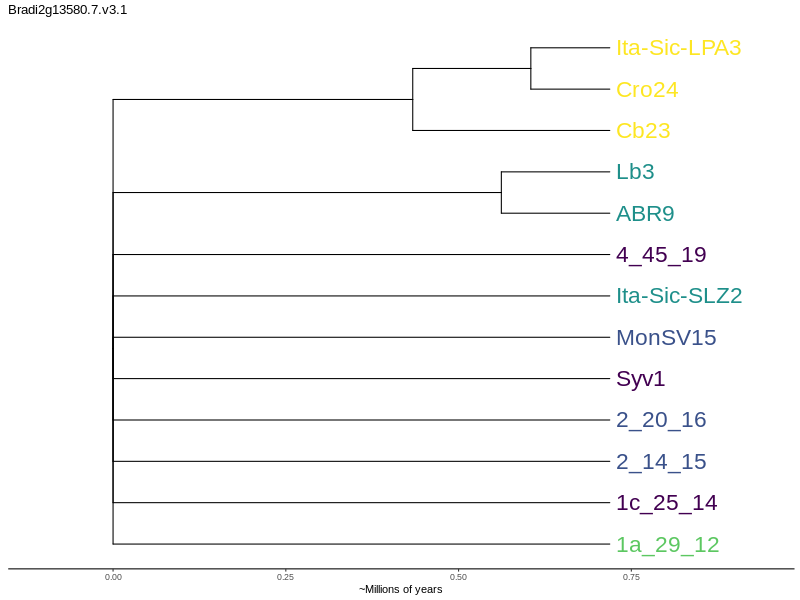 Bradi2g13580.7.v3.1
Ita-Sic-LPA3
Cro24
Cb23
Lb3
ABR9
4_45_19
Ita-Sic-SLZ2
MonSV15
Syv1
2_20_16
2_14_15
1c_25_14
1a_29_12
0.00 0.25 0.50 0.75
~Millions of years